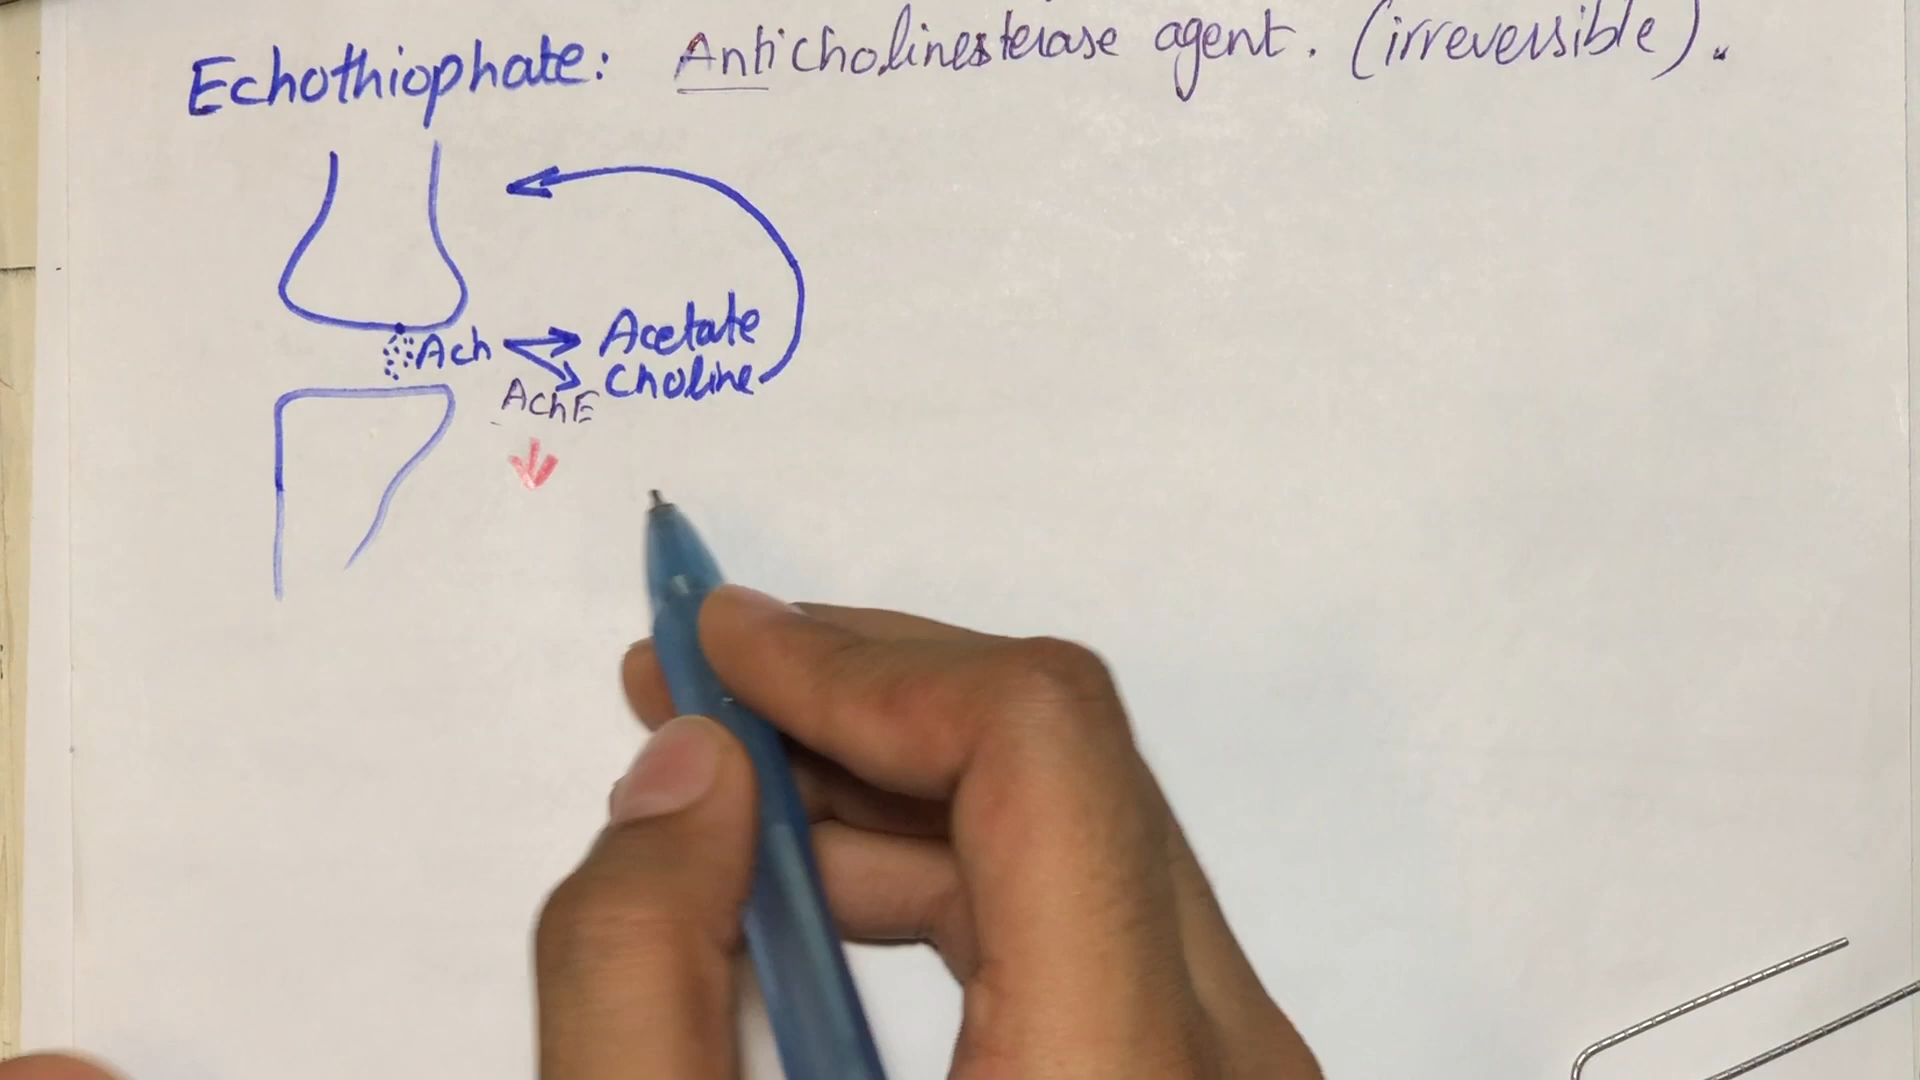 Echothiophate: Anticholinesterase agent. (irreversible).
Ach Acetate
AchE Choline